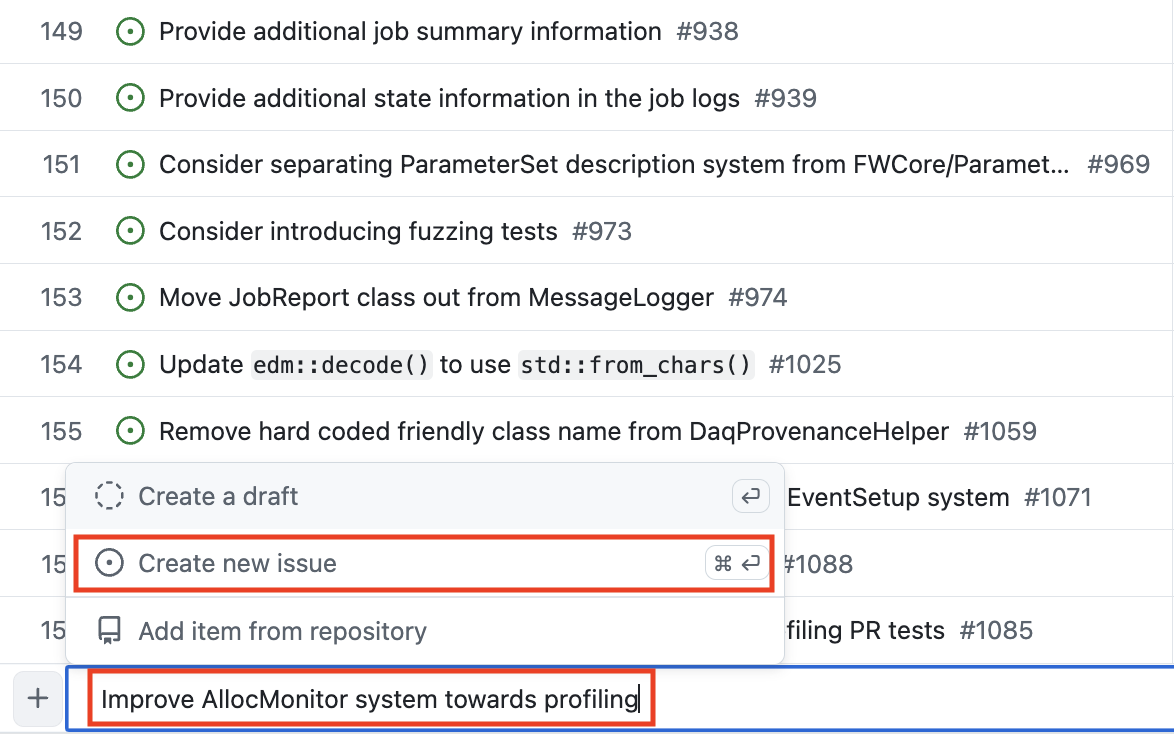 149 Provide additional job summary information #938
150 Provide additional state information in the job logs #939
151 Consider separating ParameterSet description system from FWCore/Paramet... #969
152 Consider introducing fuzzing tests #973
153 Move JobReport class out from MessageLogger #974
154 Update edm::decode() to use std::from_chars() #1025
155 Remove hard coded friendly class name from DaqProvenanceHelper #1059
15 Create a draft ⏎ EventSetup system #1071
15 Create new issue ⌘ ⏎ #1088
15 Add item from repository filing PR tests #1085
+ Improve AllocMonitor system towards profiling